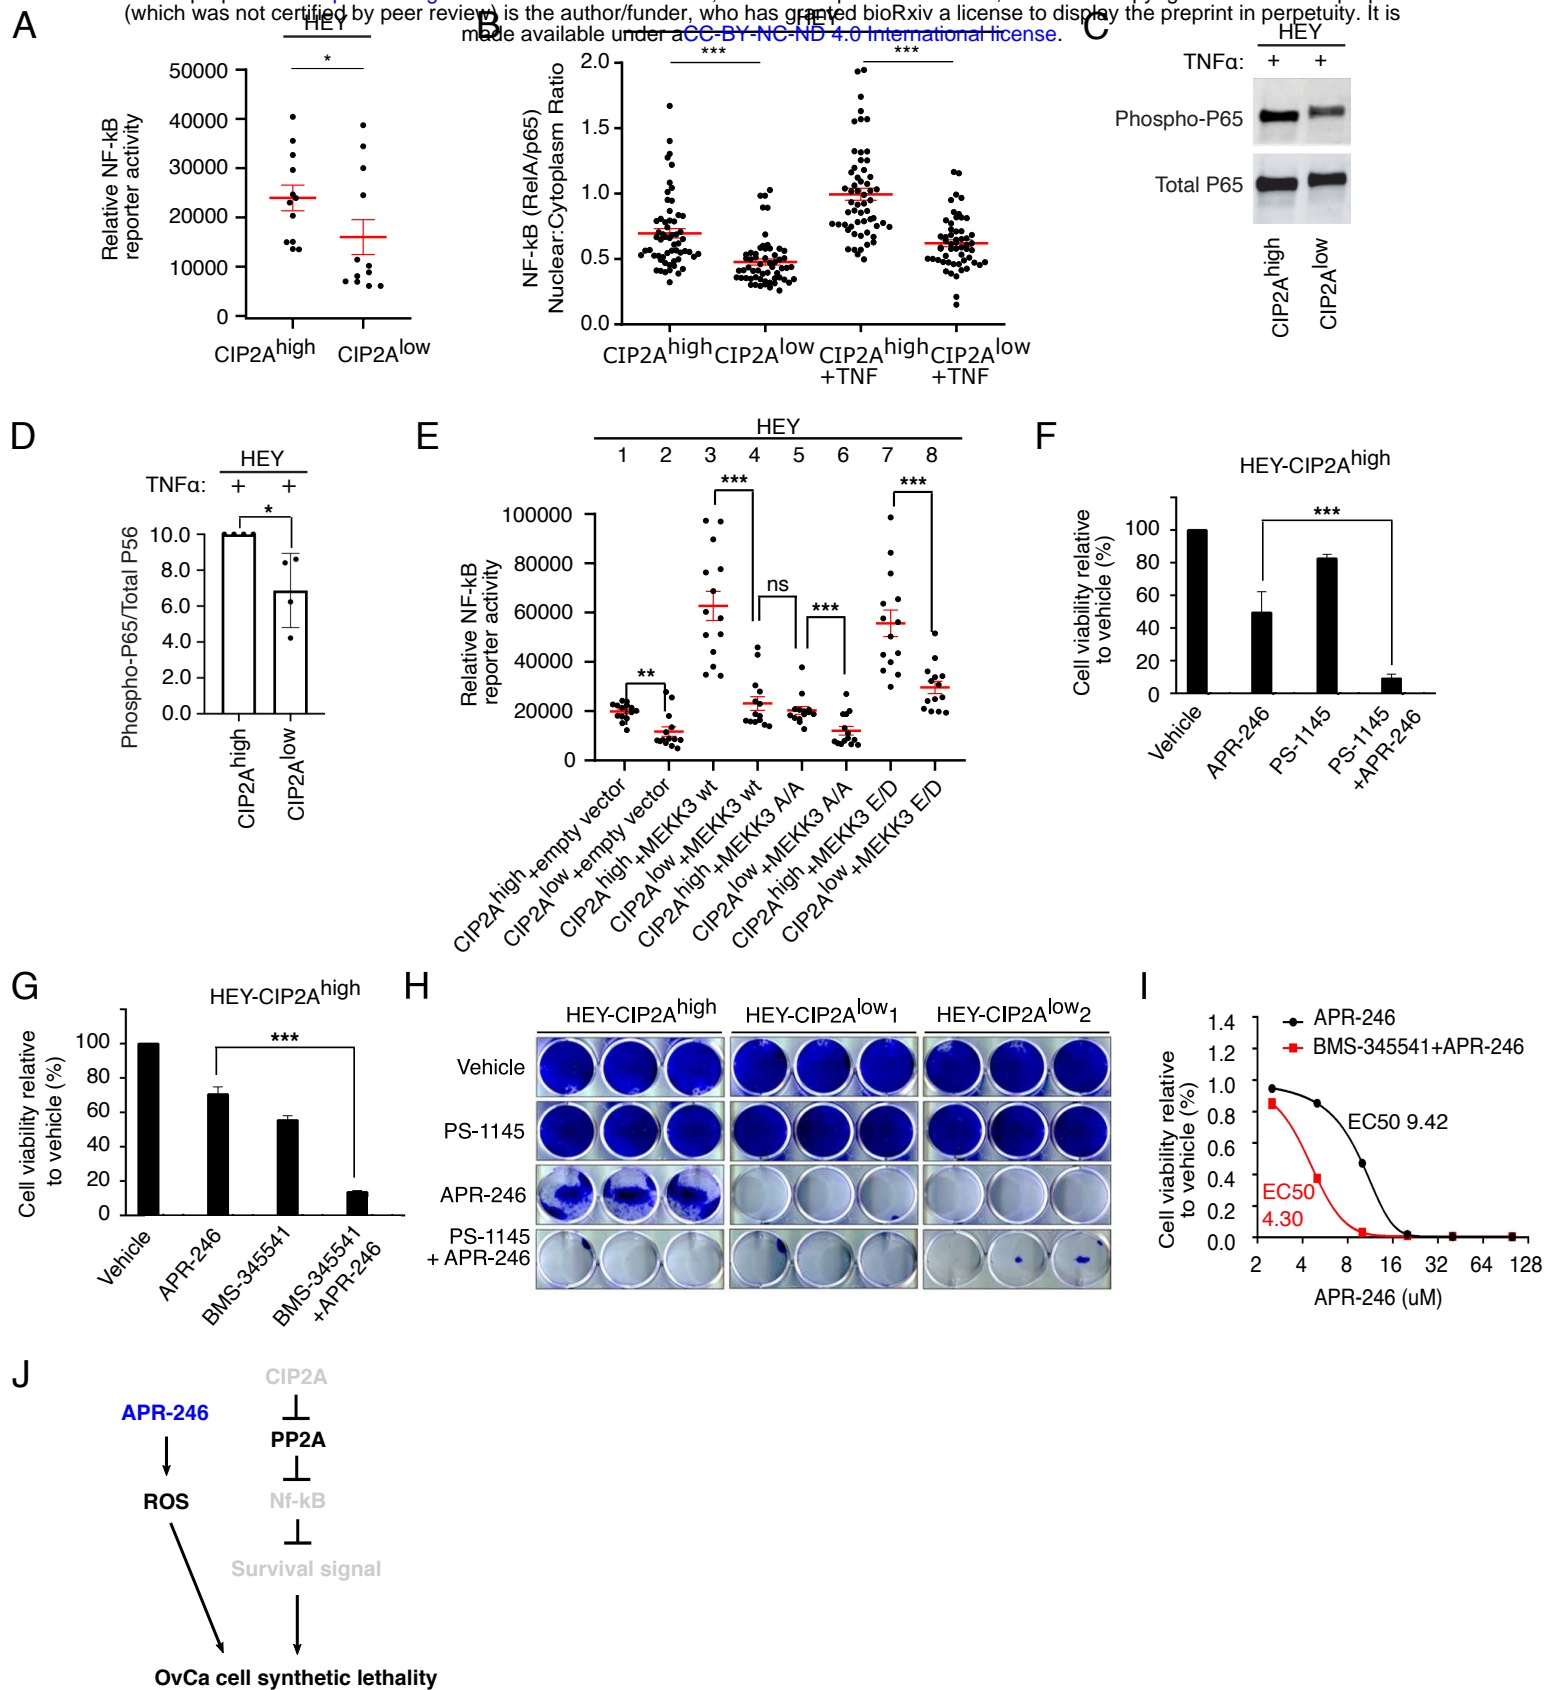 (which was not certified by peer review) is the author/funder, who has granted bioRxiv a license to display the preprint in perpetuity. It is
made available under aCC-BY-NC-ND 4.0 International license.
A
HEY
*
Relative NF-kB
reporter activity
50000
40000
30000
20000
10000
0
CIP2Ahigh
CIP2Alow
B
HEY
***
***
NF-kB (RelA/p65)
Nuclear:Cytoplasm Ratio
2.0
1.5
1.0
0.5
0.0
CIP2Ahigh
CIP2Alow
CIP2Ahigh
+TNF
CIP2Alow
+TNF
C
HEY
TNFα: + +
Phospho-P65
Total P65
CIP2Ahigh
CIP2Alow
D
HEY
TNFα: + +
*
Phospho-P65/Total P56
10.0
8.0
6.0
4.0
2.0
0.0
CIP2Ahigh
CIP2Alow
E
HEY
1 2 3 4 5 6 7 8
**
***
ns
***
***
Relative NF-kB
reporter activity
100000
80000
60000
40000
20000
0
CIP2Ahigh+empty vector
CIP2Alow+empty vector
CIP2Ahigh+MEKK3 wt
CIP2Alow+MEKK3 wt
CIP2Ahigh+MEKK3 A/A
CIP2Alow+MEKK3 A/A
CIP2Ahigh+MEKK3 E/D
CIP2Alow+MEKK3 E/D
F
HEY-CIP2Ahigh
***
Cell viability relative
to vehicle (%)
100
80
60
40
20
0
Vehicle
APR-246
PS-1145
PS-1145
+APR-246
G
HEY-CIP2Ahigh
***
Cell viability relative
to vehicle (%)
100
80
60
40
20
0
Vehicle
APR-246
BMS-345541
BMS-345541
+APR-246
H
HEY-CIP2Ahigh
HEY-CIP2Alow1
HEY-CIP2Alow2
Vehicle
PS-1145
APR-246
PS-1145
+ APR-246
I
APR-246
BMS-345541+APR-246
Cell viability relative
to vehicle (%)
1.4
1.2
1.0
0.8
0.6
0.4
0.2
0.0
EC50 9.42
EC50
4.30
2 4 8 16 32 64 128
APR-246 (uM)
J
CIP2A
APR-246
PP2A
ROS
Nf-kB
Survival signal
OvCa cell synthetic lethality